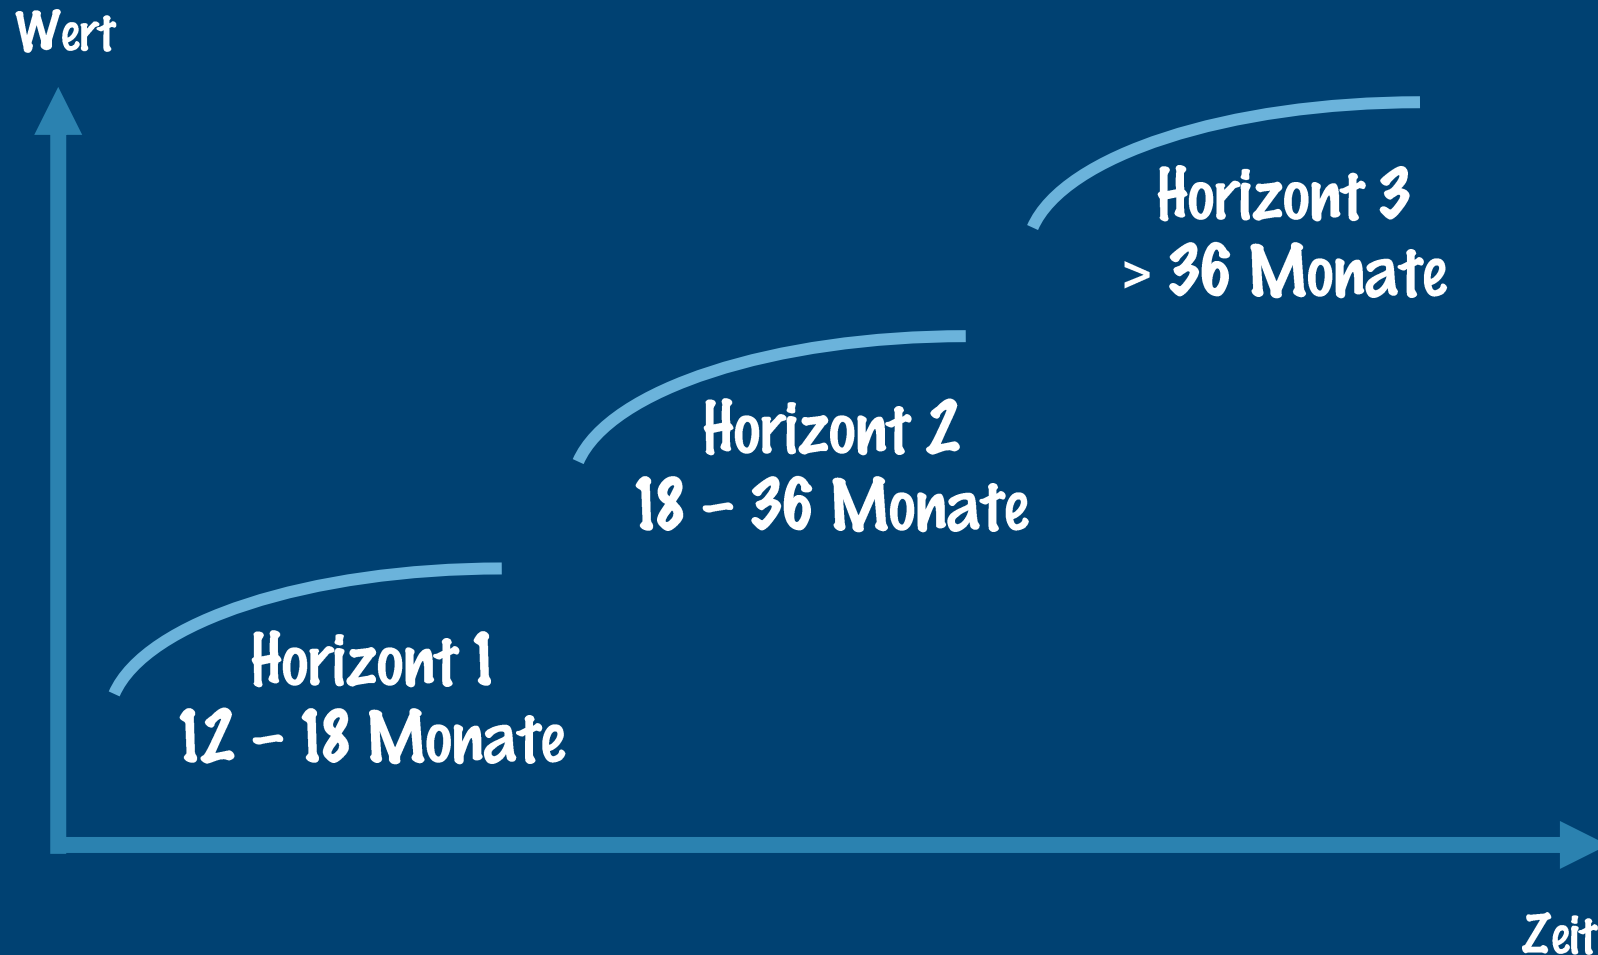 Wert
Horizont 3
> 36 Monate
Horizont 2
18 – 36 Monate
Horizont 1
12 – 18 Monate
Zeit